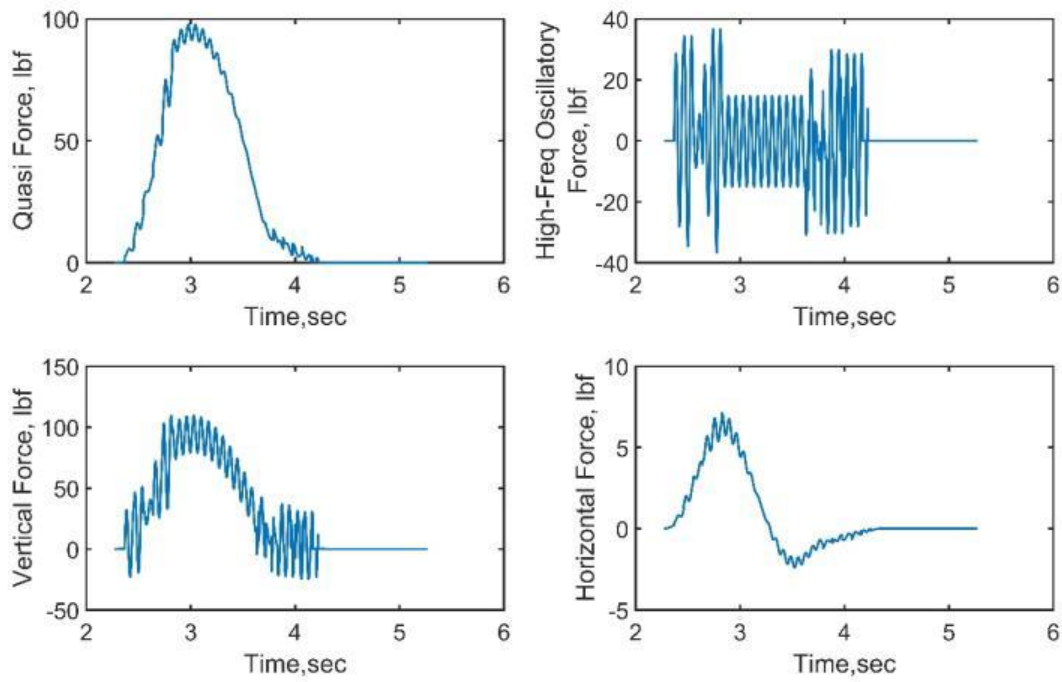 Quasi Force, lbf
100
50
0
2 3 4 5 6
Time,sec
High-Freq Oscillatory
Force, lbf
40
20
0
-20
-40
2 3 4 5 6
Time,sec
Vertical Force, lbf
150
100
50
0
-50
2 3 4 5 6
Time,sec
Horizontal Force, lbf
10
5
0
-5
2 3 4 5 6
Time,sec